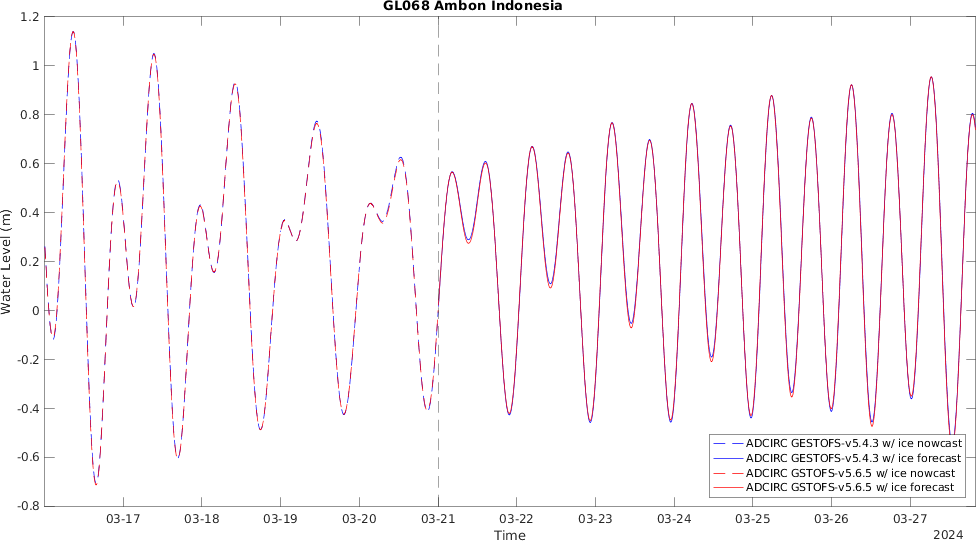 GL068 Ambon Indonesia
1.2
1
0.8
0.6
0.4
0.2
0
-0.2
-0.4
-0.6
-0.8
Water Level (m)
ADCIRC GESTOFS-v5.4.3 w/ ice nowcast
ADCIRC GESTOFS-v5.4.3 w/ ice forecast
ADCIRC GSTOFS-v5.6.5 w/ ice nowcast
ADCIRC GSTOFS-v5.6.5 w/ ice forecast
03-17 03-18 03-19 03-20 03-21 03-22 03-23 03-24 03-25 03-26 03-27
Time
2024